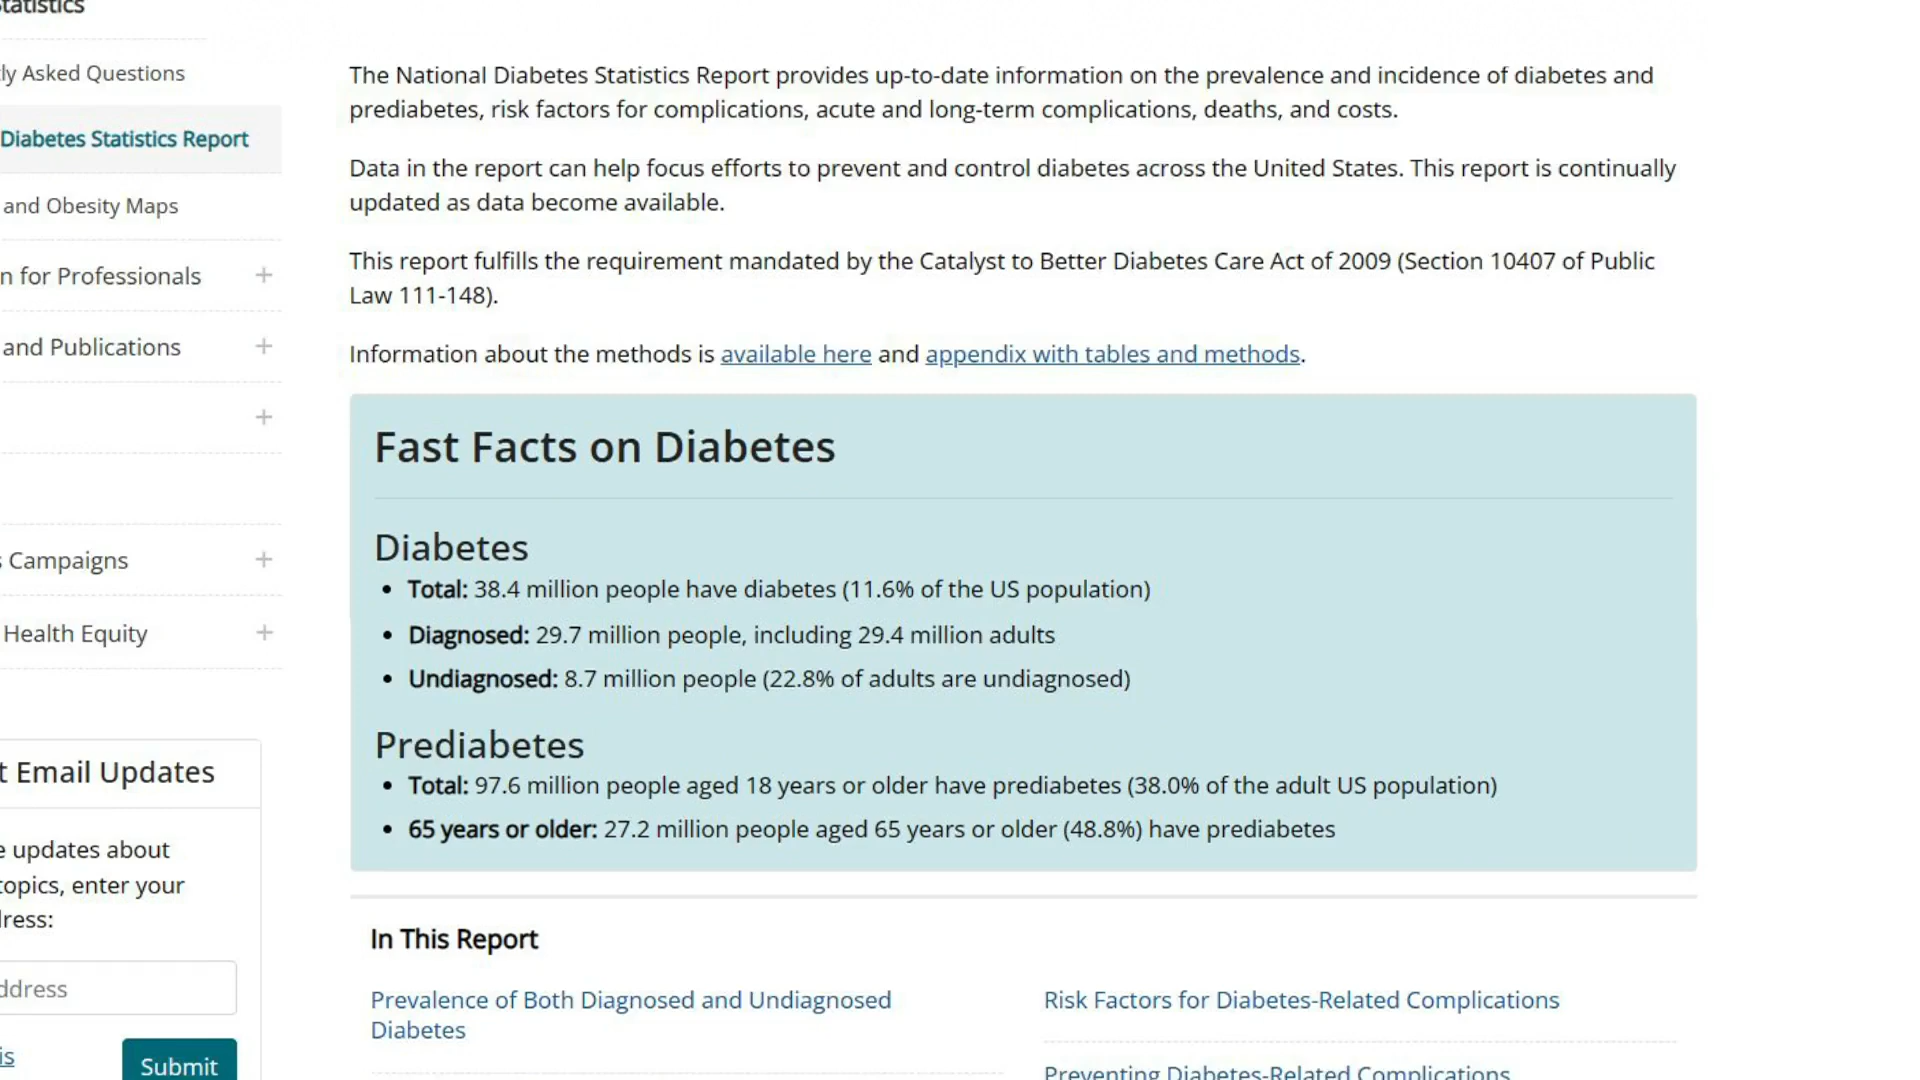 Statistics
ly Asked Questions
Diabetes Statistics Report
and Obesity Maps
n for Professionals
and Publications
s Campaigns
Health Equity
t Email Updates
e updates about
topics, enter your
dress:
ddress
is
Submit
The National Diabetes Statistics Report provides up-to-date information on the prevalence and incidence of diabetes and
prediabetes, risk factors for complications, acute and long-term complications, deaths, and costs.
Data in the report can help focus efforts to prevent and control diabetes across the United States. This report is continually
updated as data become available.
This report fulfills the requirement mandated by the Catalyst to Better Diabetes Care Act of 2009 (Section 10407 of Public
Law 111-148).
Information about the methods is available here and appendix with tables and methods.
Fast Facts on Diabetes
Diabetes
• Total: 38.4 million people have diabetes (11.6% of the US population)
• Diagnosed: 29.7 million people, including 29.4 million adults
• Undiagnosed: 8.7 million people (22.8% of adults are undiagnosed)
Prediabetes
• Total: 97.6 million people aged 18 years or older have prediabetes (38.0% of the adult US population)
• 65 years or older: 27.2 million people aged 65 years or older (48.8%) have prediabetes
In This Report
Prevalence of Both Diagnosed and Undiagnosed
Diabetes
Risk Factors for Diabetes-Related Complications
Preventing Diabetes-Related Complications